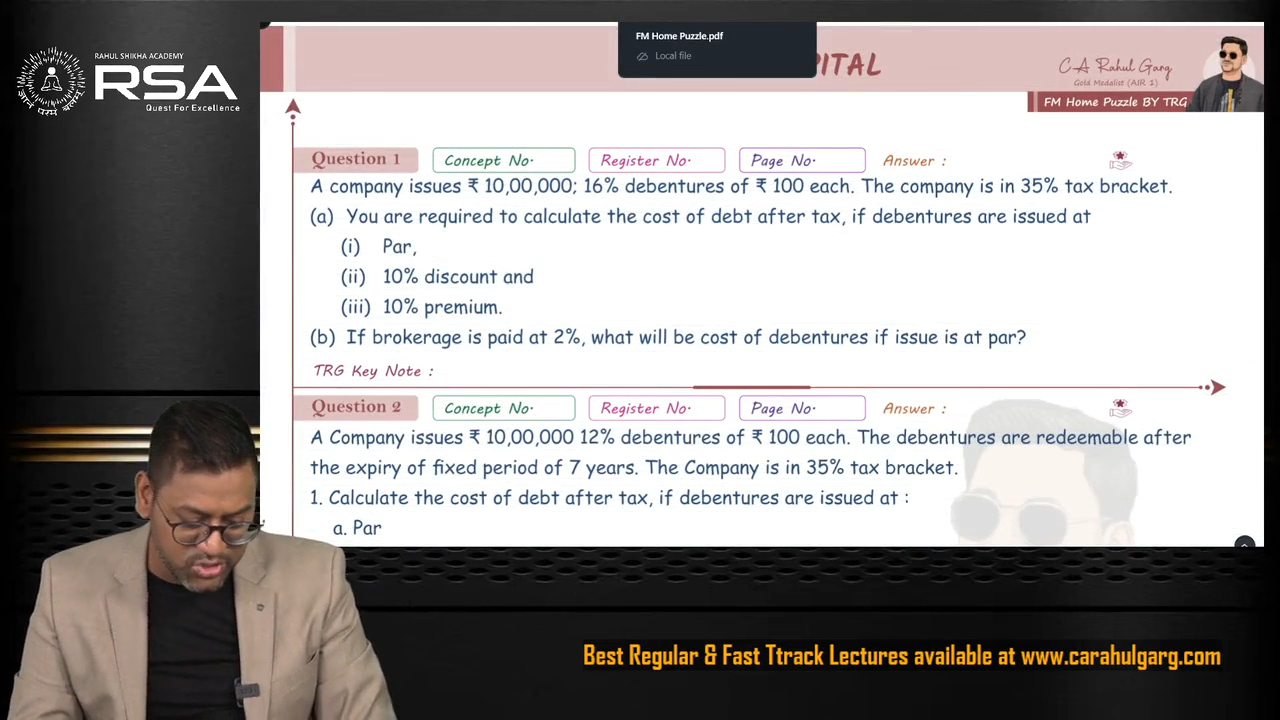 FM Home Puzzle.pdf
Local file
RAHUL SHIKHA ACADEMY
RSA
Quest For Excellence
PITAL
CA Rahul Garg
Gold Medalist (AIR 1)
FM Home Puzzle BY TRG
Question 1 Concept No. Register No. Page No. Answer :
A company issues ₹ 10,00,000; 16% debentures of ₹ 100 each. The company is in 35% tax bracket.
(a) You are required to calculate the cost of debt after tax, if debentures are issued at
(i) Par,
(ii) 10% discount and
(iii) 10% premium.
(b) If brokerage is paid at 2%, what will be cost of debentures if issue is at par?
TRG Key Note :
Question 2 Concept No. Register No. Page No. Answer :
A Company issues ₹ 10,00,000 12% debentures of ₹ 100 each. The debentures are redeemable after
the expiry of fixed period of 7 years. The Company is in 35% tax bracket.
1. Calculate the cost of debt after tax, if debentures are issued at :
a. Par
Best Regular & Fast Ttrack Lectures available at www.carahulgarg.com